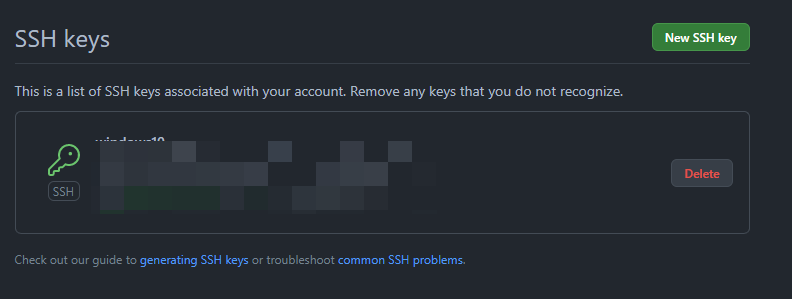 SSH keys
New SSH key
This is a list of SSH keys associated with your account. Remove any keys that you do not recognize.
SSH
Delete
Check out our guide to generating SSH keys or troubleshoot common SSH problems.